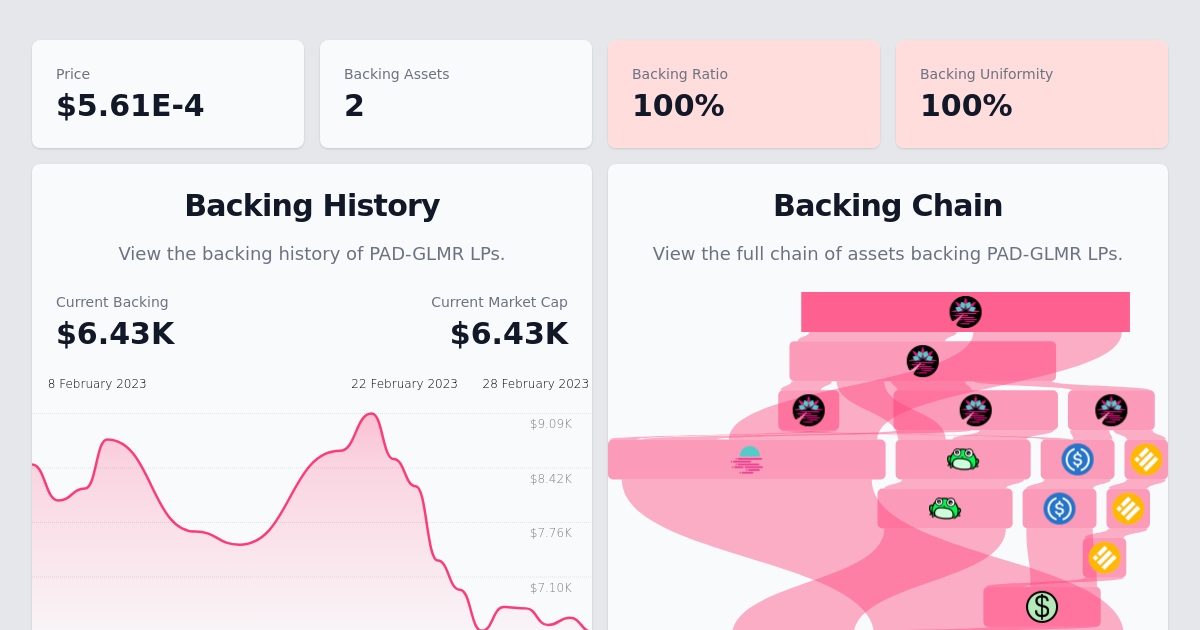 Price
$5.61E-4
Backing Assets
2
Backing Ratio
100%
Backing Uniformity
100%
Backing History
View the backing history of PAD-GLMR LPs.
Current Backing
$6.43K
Current Market Cap
$6.43K
8 February 2023
22 February 2023
28 February 2023
$9.09K
$8.42K
$7.76K
$7.10K
Backing Chain
View the full chain of assets backing PAD-GLMR LPs.